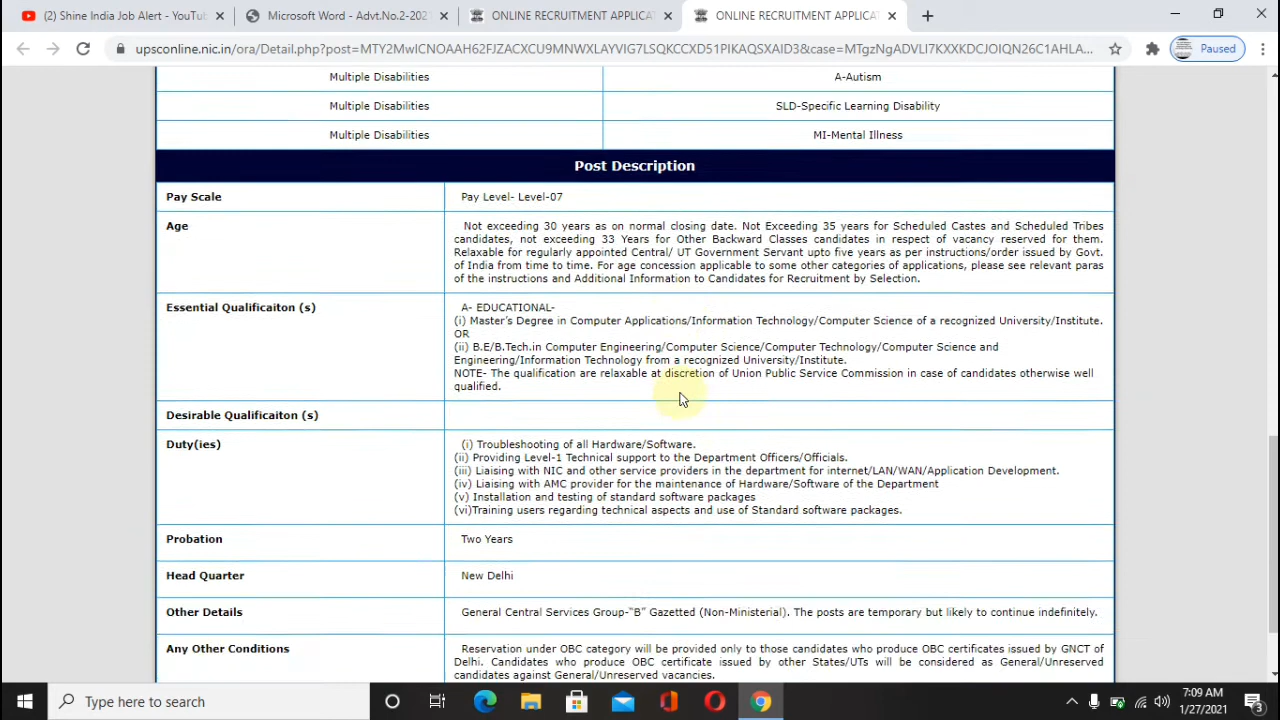 (2) Shine India Job Alert - YouTu
Microsoft Word - Advt.No.2-202
ONLINE RECRUITMENT APPLICAT
ONLINE RECRUITMENT APPLICAT
upsconline.nic.in/ora/Detail.php?post=MTY2MwICNOAAH62FJZACXCU9MNWXLAYVIG7LSQKCCXD51PIKAQSXAID3&case=MTgzNgADVLI7KXXKDCJOIQN26C1AHLA...
Paused
Multiple Disabilities A-Autism
Multiple Disabilities SLD-Specific Learning Disability
Multiple Disabilities MI-Mental Illness
Post Description
Pay Scale Pay Level- Level-07
Age Not exceeding 30 years as on normal closing date. Not Exceeding 35 years for Scheduled Castes and Scheduled Tribes
candidates, not exceeding 33 Years for Other Backward Classes candidates in respect of vacancy reserved for them.
Relaxable for regularly appointed Central/ UT Government Servant upto five years as per instructions/order issued by Govt.
of India from time to time. For age concession applicable to some other categories of applications, please see relevant paras
of the instructions and Additional Information to Candidates for Recruitment by Selection.
Essential Qualificaiton (s) A- EDUCATIONAL-
(i) Master's Degree in Computer Applications/Information Technology/Computer Science of a recognized University/Institute.
OR
(ii) B.E/B.Tech.in Computer Engineering/Computer Science/Computer Technology/Computer Science and
Engineering/Information Technology from a recognized University/Institute.
NOTE- The qualification are relaxable at discretion of Union Public Service Commission in case of candidates otherwise well
qualified.
Desirable Qualificaiton (s)
Duty(ies) (i) Troubleshooting of all Hardware/Software.
(ii) Providing Level-1 Technical support to the Department Officers/Officials.
(iii) Liaising with NIC and other service providers in the department for internet/LAN/WAN/Application Development.
(iv) Liaising with AMC provider for the maintenance of Hardware/Software of the Department
(v) Installation and testing of standard software packages
(vi)Training users regarding technical aspects and use of Standard software packages.
Probation Two Years
Head Quarter New Delhi
Other Details General Central Services Group-"B" Gazetted (Non-Ministerial). The posts are temporary but likely to continue indefinitely.
Any Other Conditions Reservation under OBC category will be provided only to those candidates who produce OBC certificates issued by GNCT of
Delhi. Candidates who produce OBC certificate issued by other States/UTs will be considered as General/Unreserved
candidates against General/Unreserved vacancies.
Type here to search
7:09 AM
1/27/2021
3